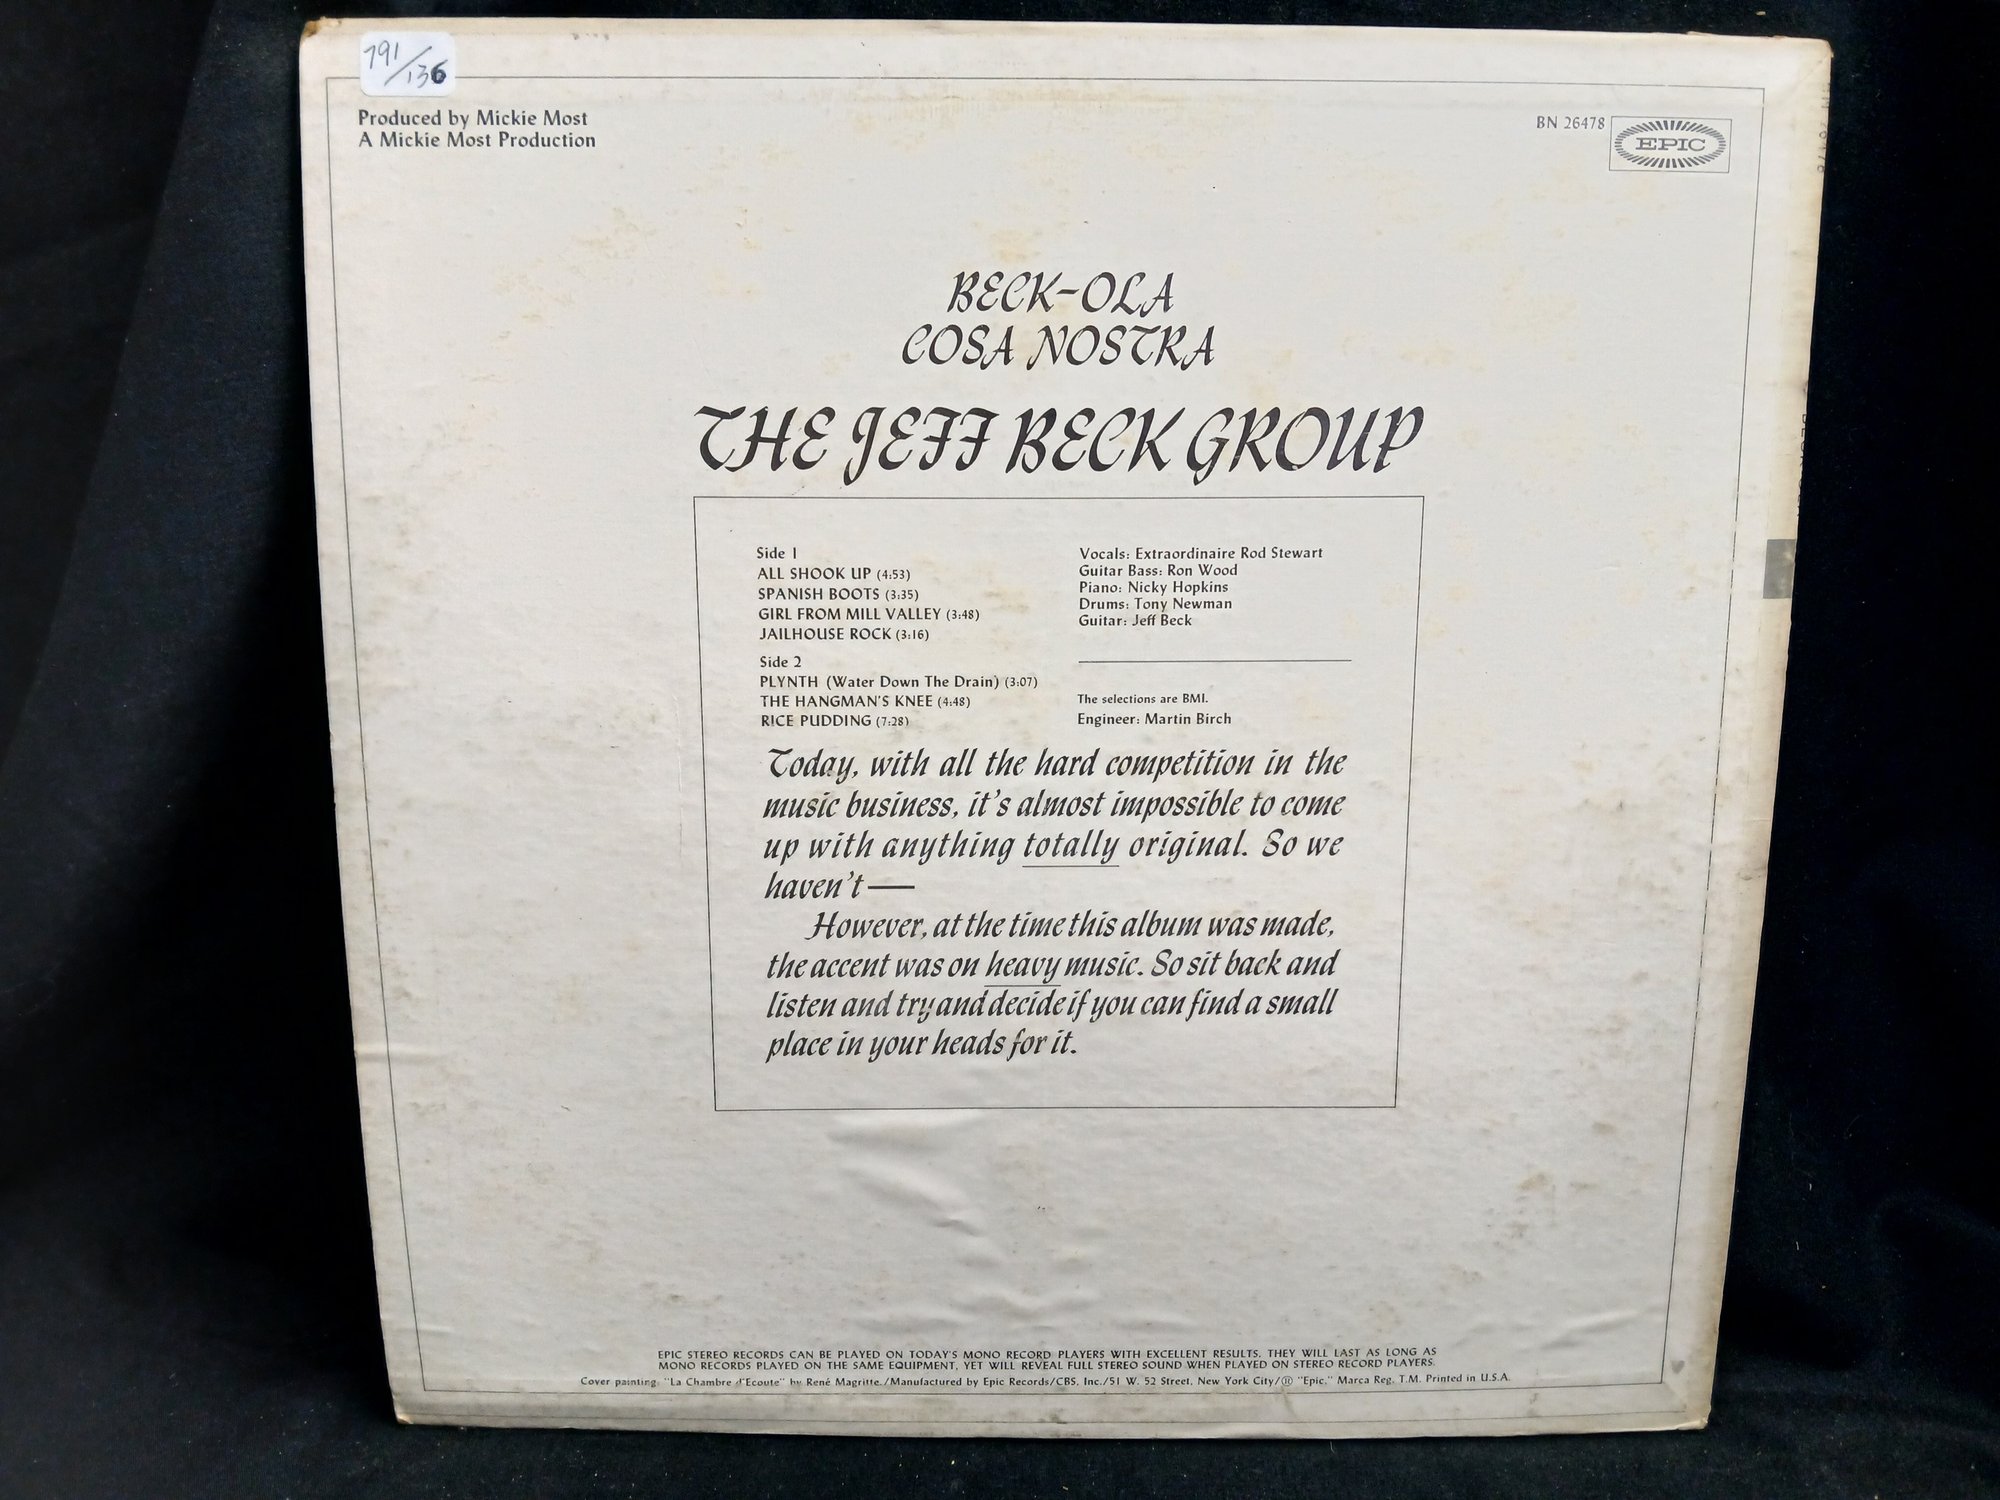 791/136
Produced by Mickie Most
A Mickie Most Production
BN 26478
EPIC
BECK-OLA
COSA NOSTRA
THE JEFF BECK GROUP
Side 1
ALL SHOOK UP (4:53)
SPANISH BOOTS (3:35)
GIRL FROM MILL VALLEY (3:48)
JAILHOUSE ROCK (3:16)
Side 2
PLYNTH (Water Down The Drain) (3:07)
THE HANGMAN'S KNEE (4:48)
RICE PUDDING (7:28)
Vocals: Extraordinaire Rod Stewart
Guitar Bass: Ron Wood
Piano: Nicky Hopkins
Drums: Tony Newman
Guitar: Jeff Beck
The selections are BMI.
Engineer: Martin Birch
Today, with all the hard competition in the
music business, it's almost impossible to come
up with anything totally original. So we
haven't—
However, at the time this album was made,
the accent was on heavy music. So sit back and
listen and try and decide if you can find a small
place in your heads for it.
EPIC STEREO RECORDS CAN BE PLAYED ON TODAY'S MONO RECORD PLAYERS WITH EXCELLENT RESULTS. THEY WILL LAST AS LONG AS
MONO RECORDS PLAYED ON THE SAME EQUIPMENT, YET WILL REVEAL FULL STEREO SOUND WHEN PLAYED ON STEREO RECORD PLAYERS.
Cover painting: "La Chambre d'Ecoute" by René Magritte./Manufactured by Epic Records/CBS, Inc./51 W. 52 Street, New York City/® "Epic," Marca Reg. T.M. Printed in U.S.A.